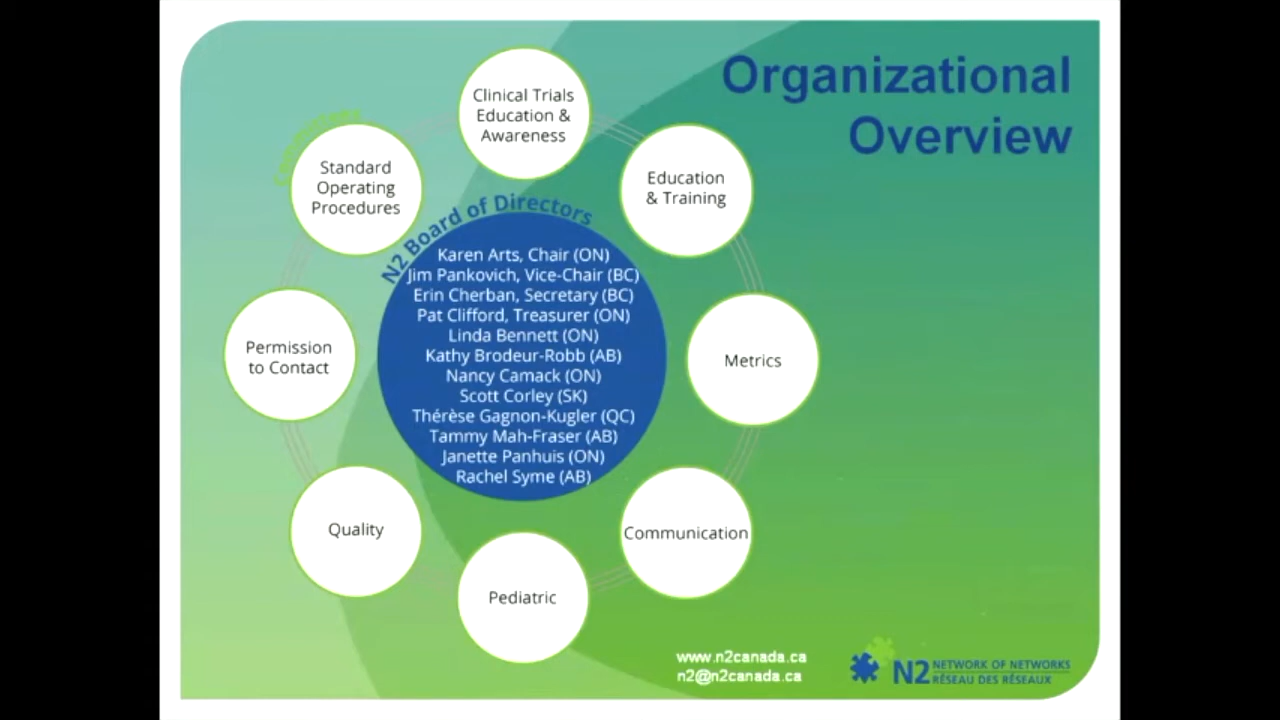 Organizational
Overview
Clinical Trials
Education &
Awareness
Education
& Training
Metrics
Communication
Pediatric
Quality
Permission
to Contact
Standard
Operating
Procedures
N2 Board of Directors
Karen Arts, Chair (ON)
Jim Pankovich, Vice-Chair (BC)
Erin Cherban, Secretary (BC)
Pat Clifford, Treasurer (ON)
Linda Bennett (ON)
Kathy Brodeur-Robb (AB)
Nancy Camack (ON)
Scott Corley (SK)
Thérèse Gagnon-Kugler (QC)
Tammy Mah-Fraser (AB)
Janette Panhuis (ON)
Rachel Syme (AB)
www.n2canada.ca
n2@n2canada.ca
N2 NETWORK OF NETWORKS
RÉSEAU DES RÉSEAUX